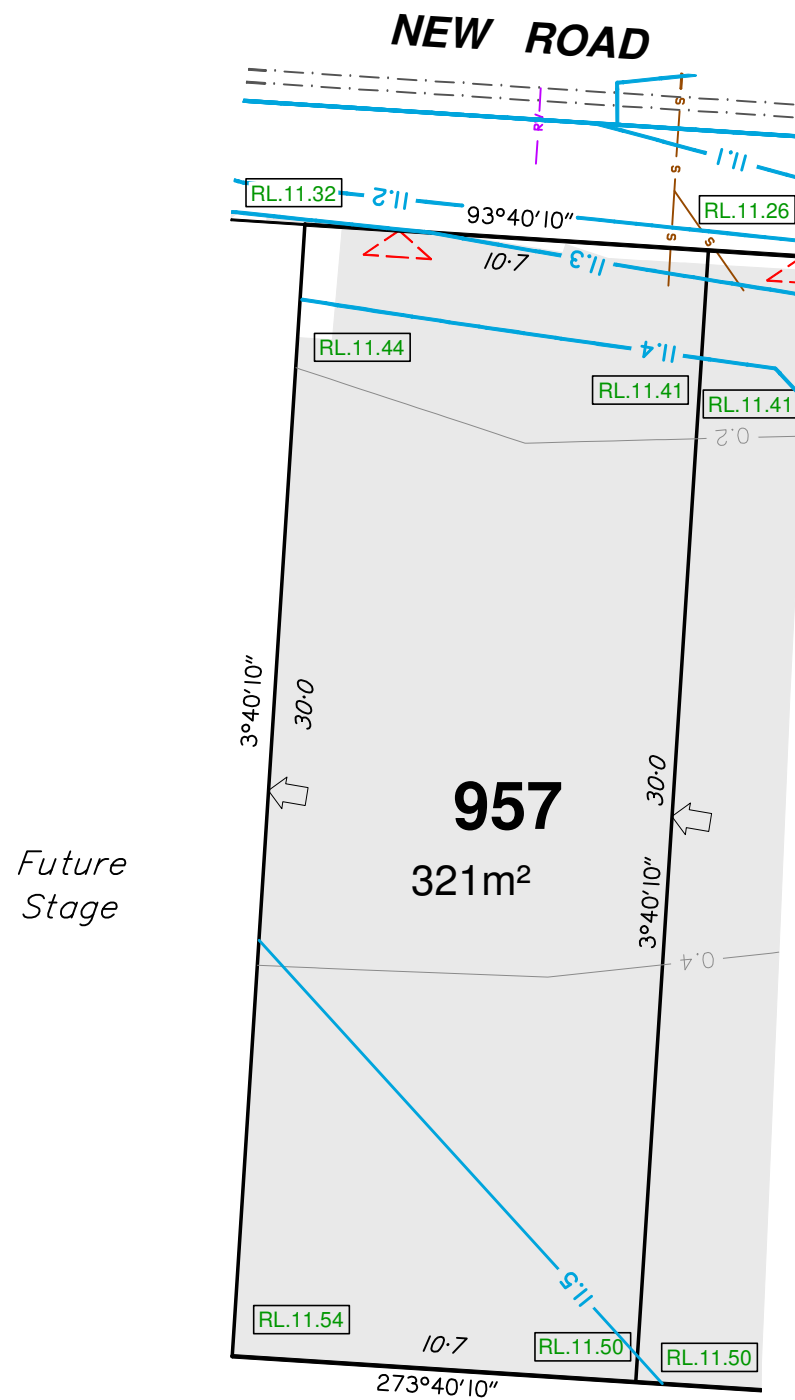 NEW ROAD
S
RV
11.1
S
RL.11.32
11.2
93°40'10"
RL.11.26
S
S
10·7
11.3
RL.11.44
11.4
RL.11.41
RL.11.41
0.2
3°40'10"
30·0
30·0
957
321m²
Future
Stage
3°40'10"
0.4
11.5
RL.11.54
10·7
RL.11.50
RL.11.50
273°40'10"